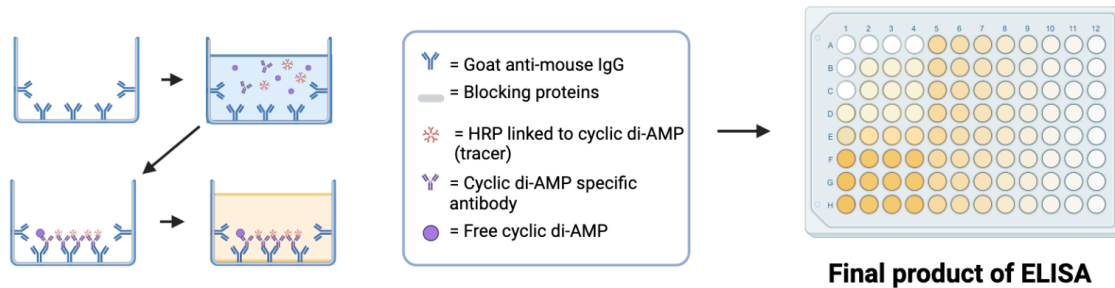 = Goat anti-mouse IgG
= Blocking proteins
= HRP linked to cyclic di-AMP
(tracer)
= Cyclic di-AMP specific
antibody
= Free cyclic di-AMP
1 2 3 4 5 6 7 8 9 10 11 12
A
B
C
D
E
F
G
H
Final product of ELISA